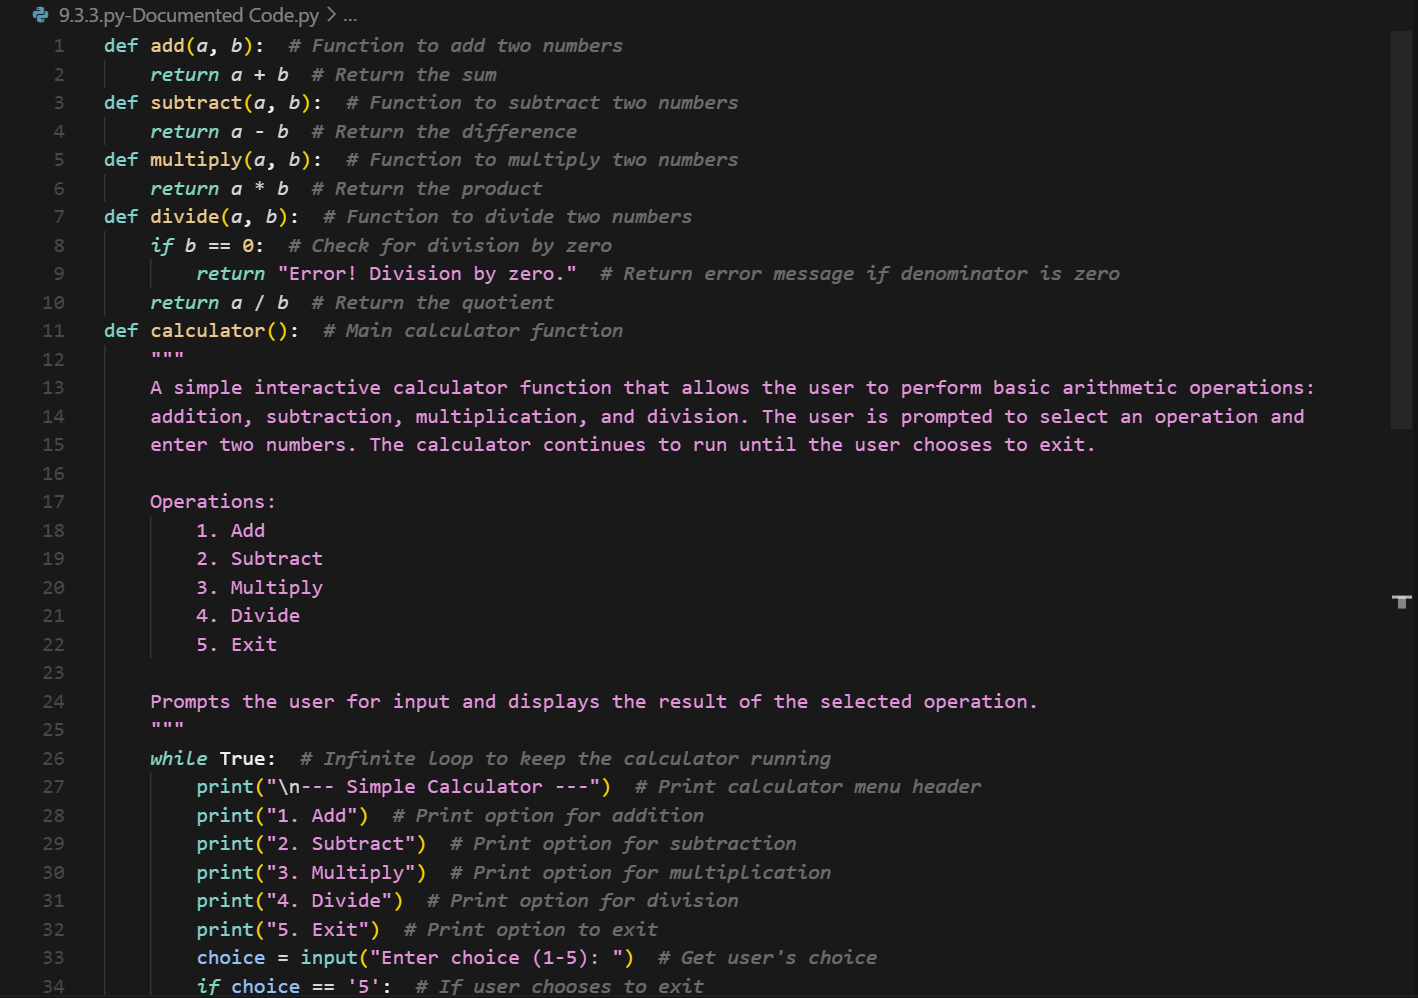 9.3.3.py-Documented Code.py > ...
1 def add(a, b):  # Function to add two numbers
2     return a + b  # Return the sum
3 def subtract(a, b):  # Function to subtract two numbers
4     return a - b  # Return the difference
5 def multiply(a, b):  # Function to multiply two numbers
6     return a * b  # Return the product
7 def divide(a, b):  # Function to divide two numbers
8     if b == 0:  # Check for division by zero
9         return "Error! Division by zero."  # Return error message if denominator is zero
10     return a / b  # Return the quotient
11 def calculator():  # Main calculator function
12     """
13     A simple interactive calculator function that allows the user to perform basic arithmetic operations:
14     addition, subtraction, multiplication, and division. The user is prompted to select an operation and
15     enter two numbers. The calculator continues to run until the user chooses to exit.
16
17     Operations:
18         1. Add
19         2. Subtract
20         3. Multiply
21         4. Divide
22         5. Exit
23
24     Prompts the user for input and displays the result of the selected operation.
25     """
26     while True:  # Infinite loop to keep the calculator running
27         print("\n--- Simple Calculator ---")  # Print calculator menu header
28         print("1. Add")  # Print option for addition
29         print("2. Subtract")  # Print option for subtraction
30         print("3. Multiply")  # Print option for multiplication
31         print("4. Divide")  # Print option for division
32         print("5. Exit")  # Print option to exit
33         choice = input("Enter choice (1-5): ")  # Get user's choice
34         if choice == '5':  # If user chooses to exit